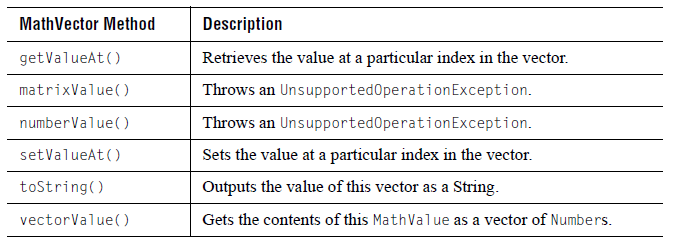 MathVector Method Description
getValueAt() Retrieves the value at a particular index in the vector.
matrixValue() Throws an UnsupportedOperationException.
numberValue() Throws an UnsupportedOperationException.
setValueAt() Sets the value at a particular index in the vector.
toString() Outputs the value of this vector as a String.
vectorValue() Gets the contents of this MathValue as a vector of Numbers.